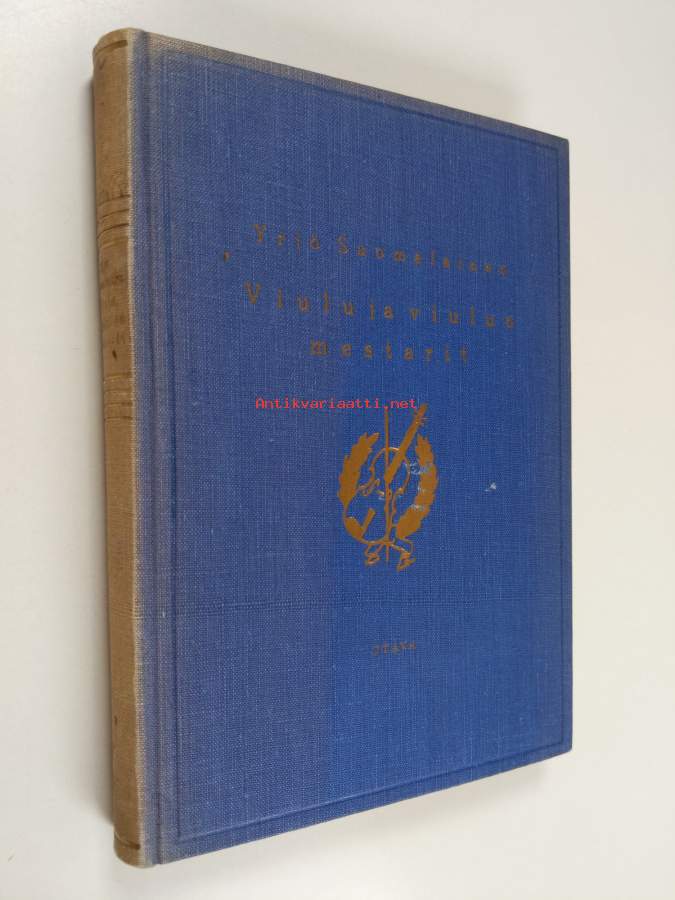 Yrjö Suomalainen
Viulu ja viulun
mestarit
Antikvariaatti.net
OTAVA